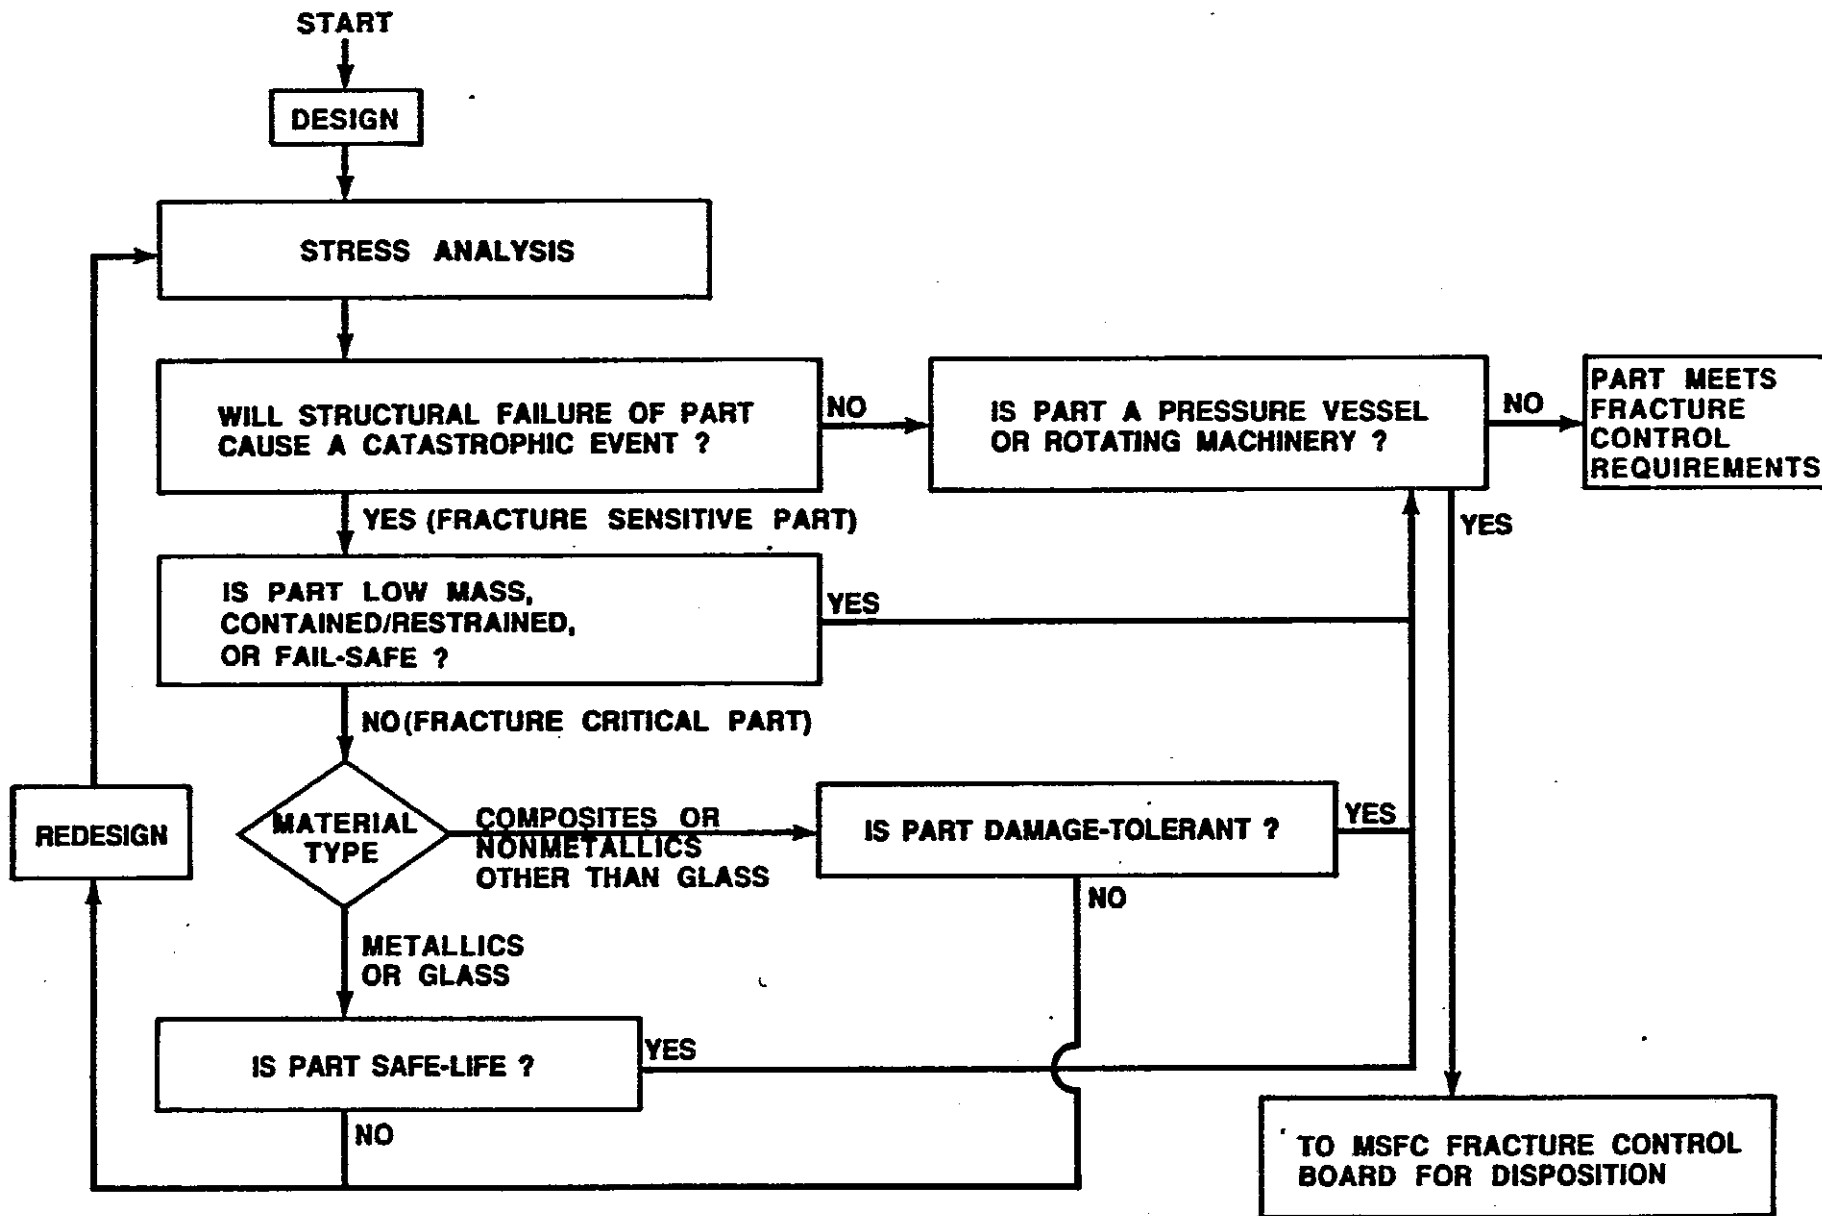 START
DESIGN
STRESS ANALYSIS
WILL STRUCTURAL FAILURE OF PART
CAUSE A CATASTROPHIC EVENT ?
NO
IS PART A PRESSURE VESSEL
OR ROTATING MACHINERY ?
NO
PART MEETS
FRACTURE
CONTROL
REQUIREMENTS
YES (FRACTURE SENSITIVE PART)
YES
IS PART LOW MASS,
CONTAINED/RESTRAINED,
OR FAIL-SAFE ?
YES
NO (FRACTURE CRITICAL PART)
REDESIGN
MATERIAL
TYPE
COMPOSITES OR
NONMETALLICS
OTHER THAN GLASS
IS PART DAMAGE-TOLERANT ?
YES
NO
METALLICS
OR GLASS
IS PART SAFE-LIFE ?
YES
NO
TO MSFC FRACTURE CONTROL
BOARD FOR DISPOSITION